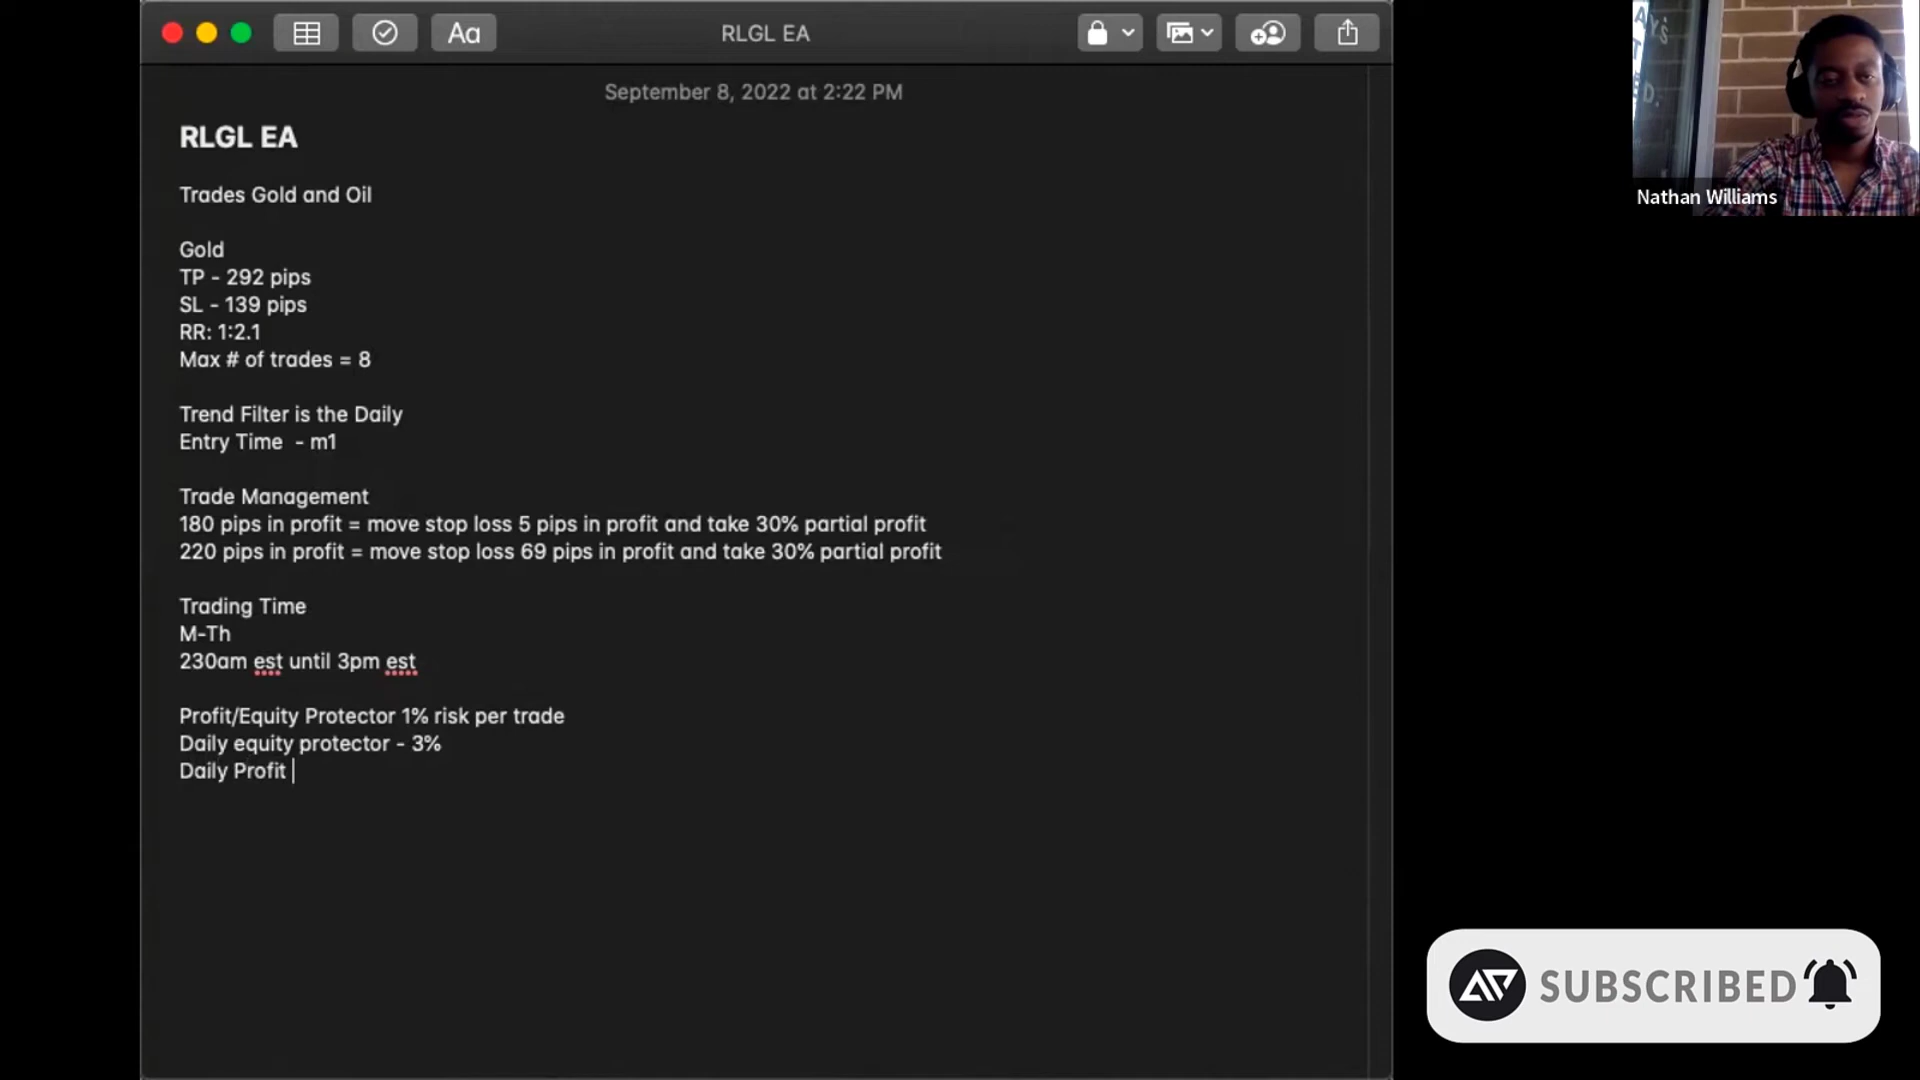 RLGL EA
Aa
September 8, 2022 at 2:22 PM
RLGL EA
Trades Gold and Oil
Gold
TP - 292 pips
SL - 139 pips
RR: 1:2.1
Max # of trades = 8
Trend Filter is the Daily
Entry Time  - m1
Trade Management
180 pips in profit = move stop loss 5 pips in profit and take 30% partial profit
220 pips in profit = move stop loss 69 pips in profit and take 30% partial profit
Trading Time
M-Th
230am est until 3pm est
Profit/Equity Protector 1% risk per trade
Daily equity protector - 3%
Daily Profit
Nathan Williams
SUBSCRIBED